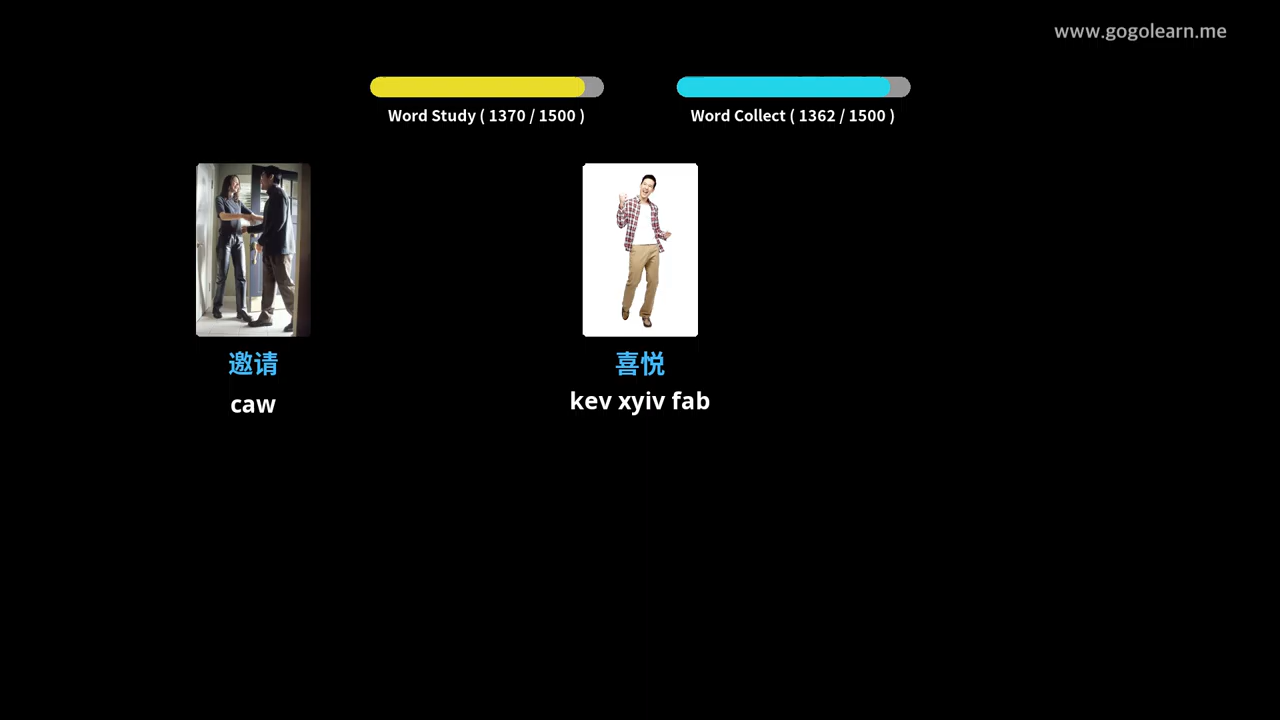 www.gogolearn.me
Word Study ( 1370 / 1500 )
Word Collect ( 1362 / 1500 )
邀请
caw
喜悦
kev xyiv fab